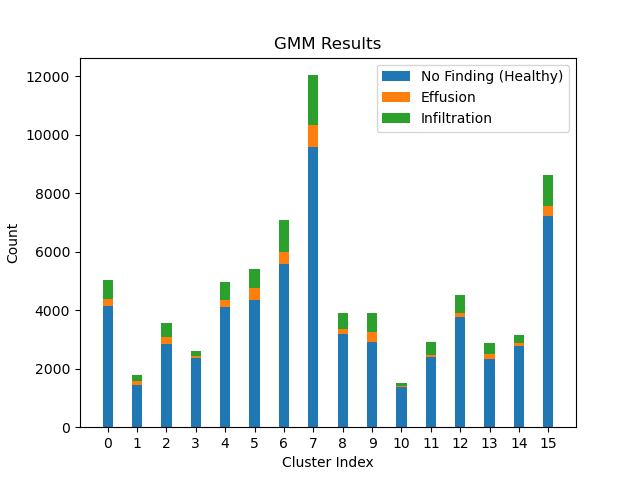 GMM Results
No Finding (Healthy)
Effusion
Infiltration
Count
12000
10000
8000
6000
4000
2000
0
0 1 2 3 4 5 6 7 8 9 10 11 12 13 14 15
Cluster Index